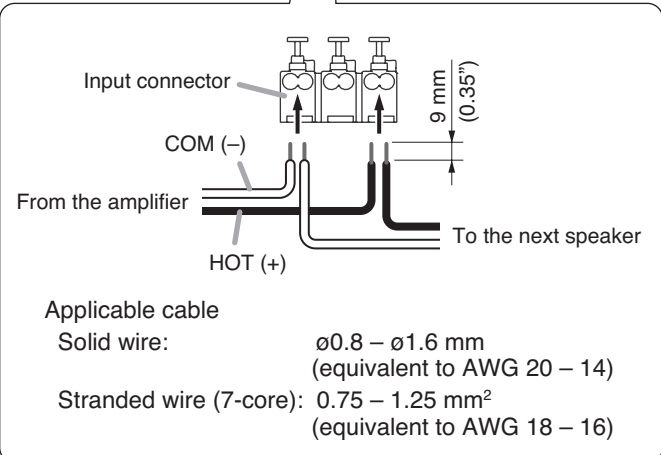 Input connector
9 mm
(0.35”)
COM (–)
From the amplifier
To the next speaker
HOT (+)
Applicable cable
Solid wire: ø0.8 – ø1.6 mm
(equivalent to AWG 20 – 14)
Stranded wire (7-core): 0.75 – 1.25 mm²
(equivalent to AWG 18 – 16)